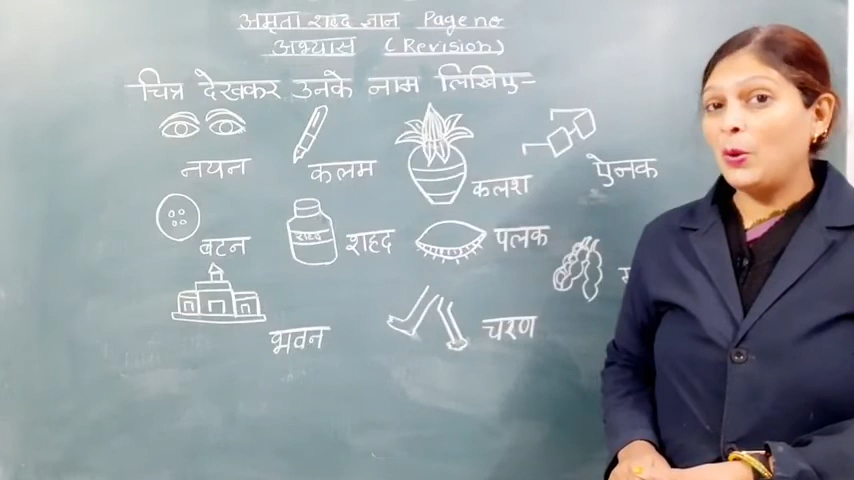 अमृता शब्द ज्ञान Page no
अभ्यास (Revision)
चित्र देखकर उनके नाम लिखिए-
नयन कलम कलश ऐनक
बटन शहद शहद पलक
भवन चरण